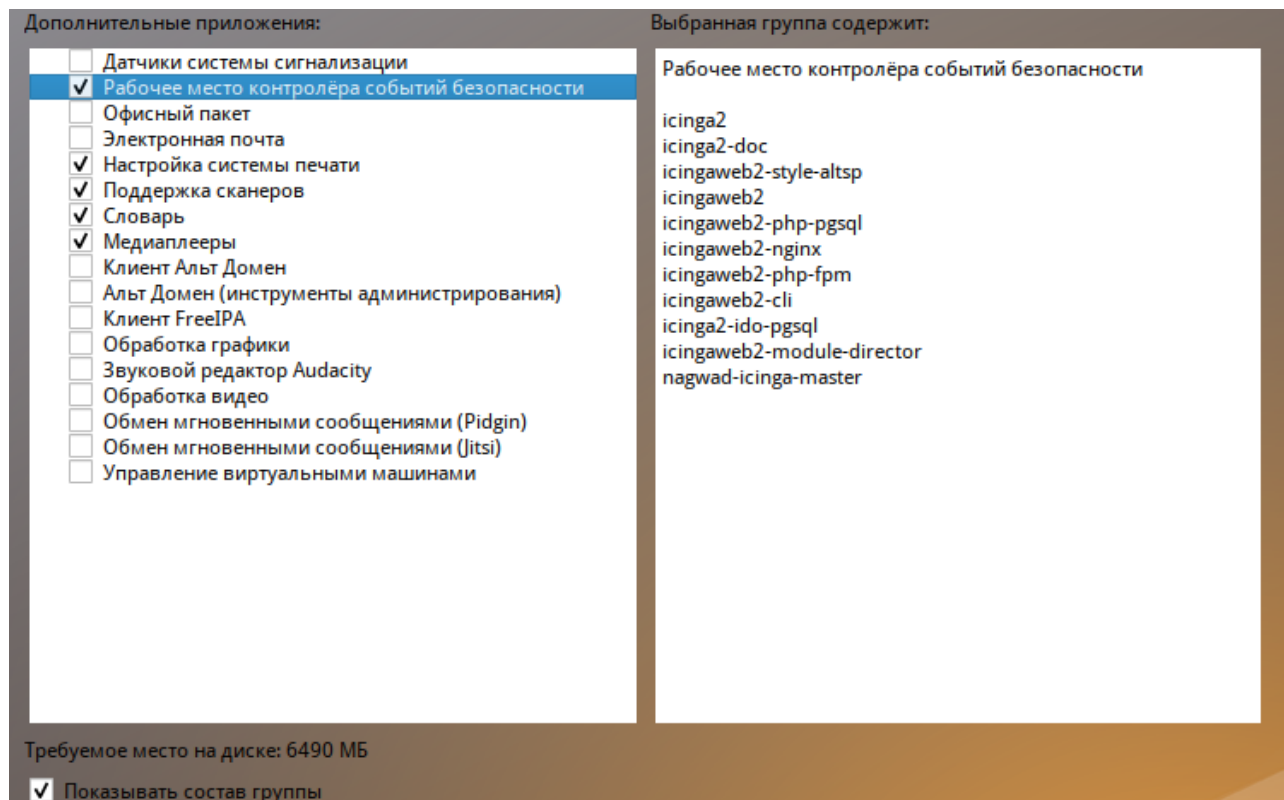 Дополнительные приложения:
Датчики системы сигнализации
Рабочее место контролёра событий безопасности
Офисный пакет
Электронная почта
Настройка системы печати
Поддержка сканеров
Словарь
Медиаплееры
Клиент Альт Домен
Альт Домен (инструменты администрирования)
Клиент FreeIPA
Обработка графики
Звуковой редактор Audacity
Обработка видео
Обмен мгновенными сообщениями (Pidgin)
Обмен мгновенными сообщениями (Jitsi)
Управление виртуальными машинами
Выбранная группа содержит:
Рабочее место контролёра событий безопасности
icinga2
icinga2-doc
icingaweb2-style-altsp
icingaweb2
icingaweb2-php-pgsql
icingaweb2-nginx
icingaweb2-php-fpm
icingaweb2-cli
icinga2-ido-pgsql
icingaweb2-module-director
nagwad-icinga-master
Требуемое место на диске: 6490 МБ
Показывать состав группы